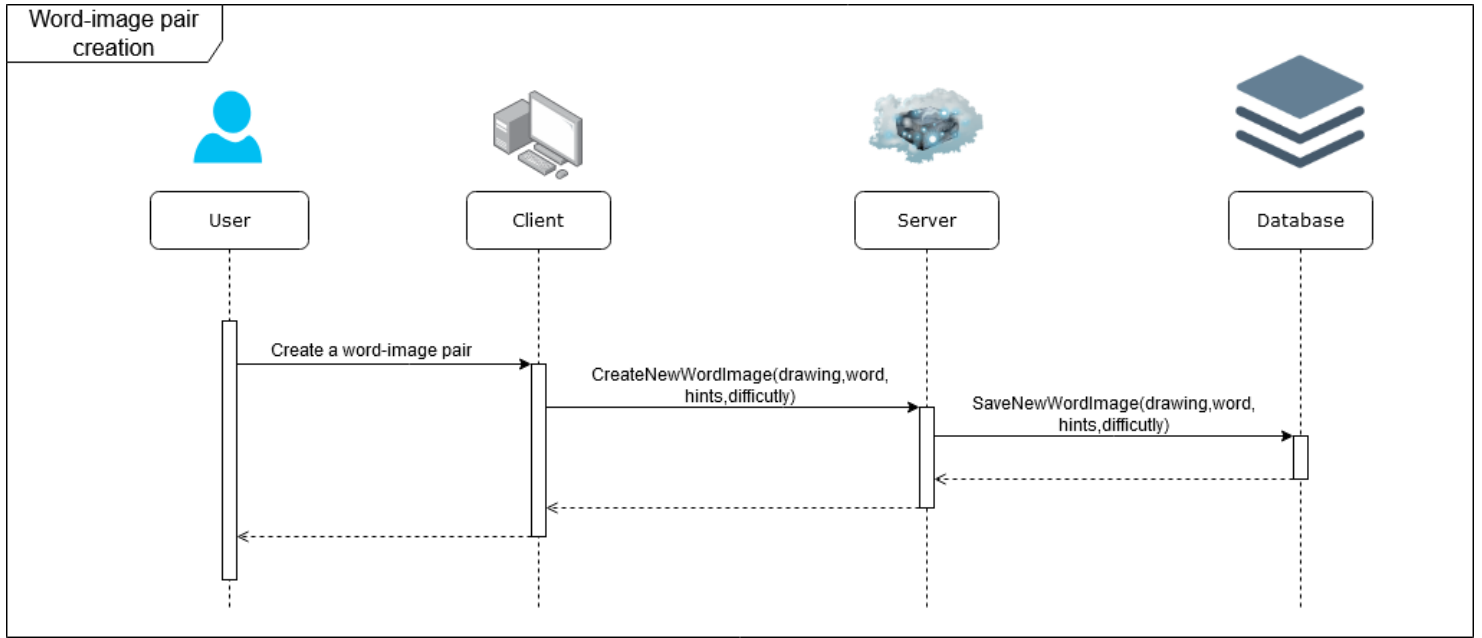 Word-image pair
creation
User
Client
Server
Database
Create a word-image pair
CreateNewWordImage(drawing,word,
hints,difficutly)
SaveNewWordImage(drawing,word,
hints,difficutly)